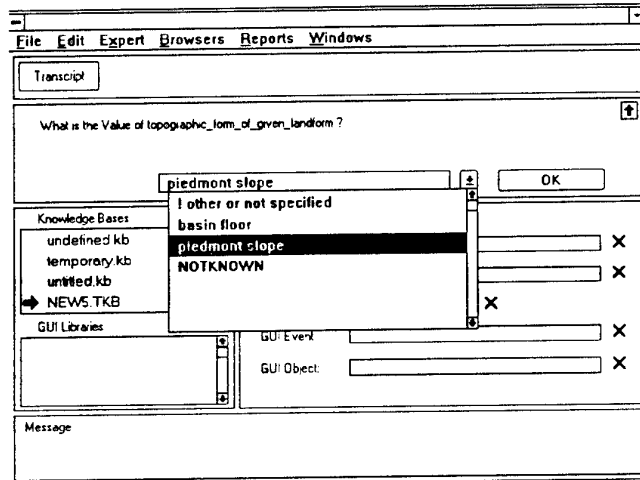 File Edit Expert Browsers Reports Windows
Transcript
What is the Value of topographic_form_of_given_landform ?
piedmont slope
OK
! other or not specified
basin floor
piedmont slope
NOTKNOWN
Knowledge Bases
undefined.kb
temporary.kb
untitled.kb
NEW5.TKB
GUI Libraries
GUI Event
GUI Object:
Message